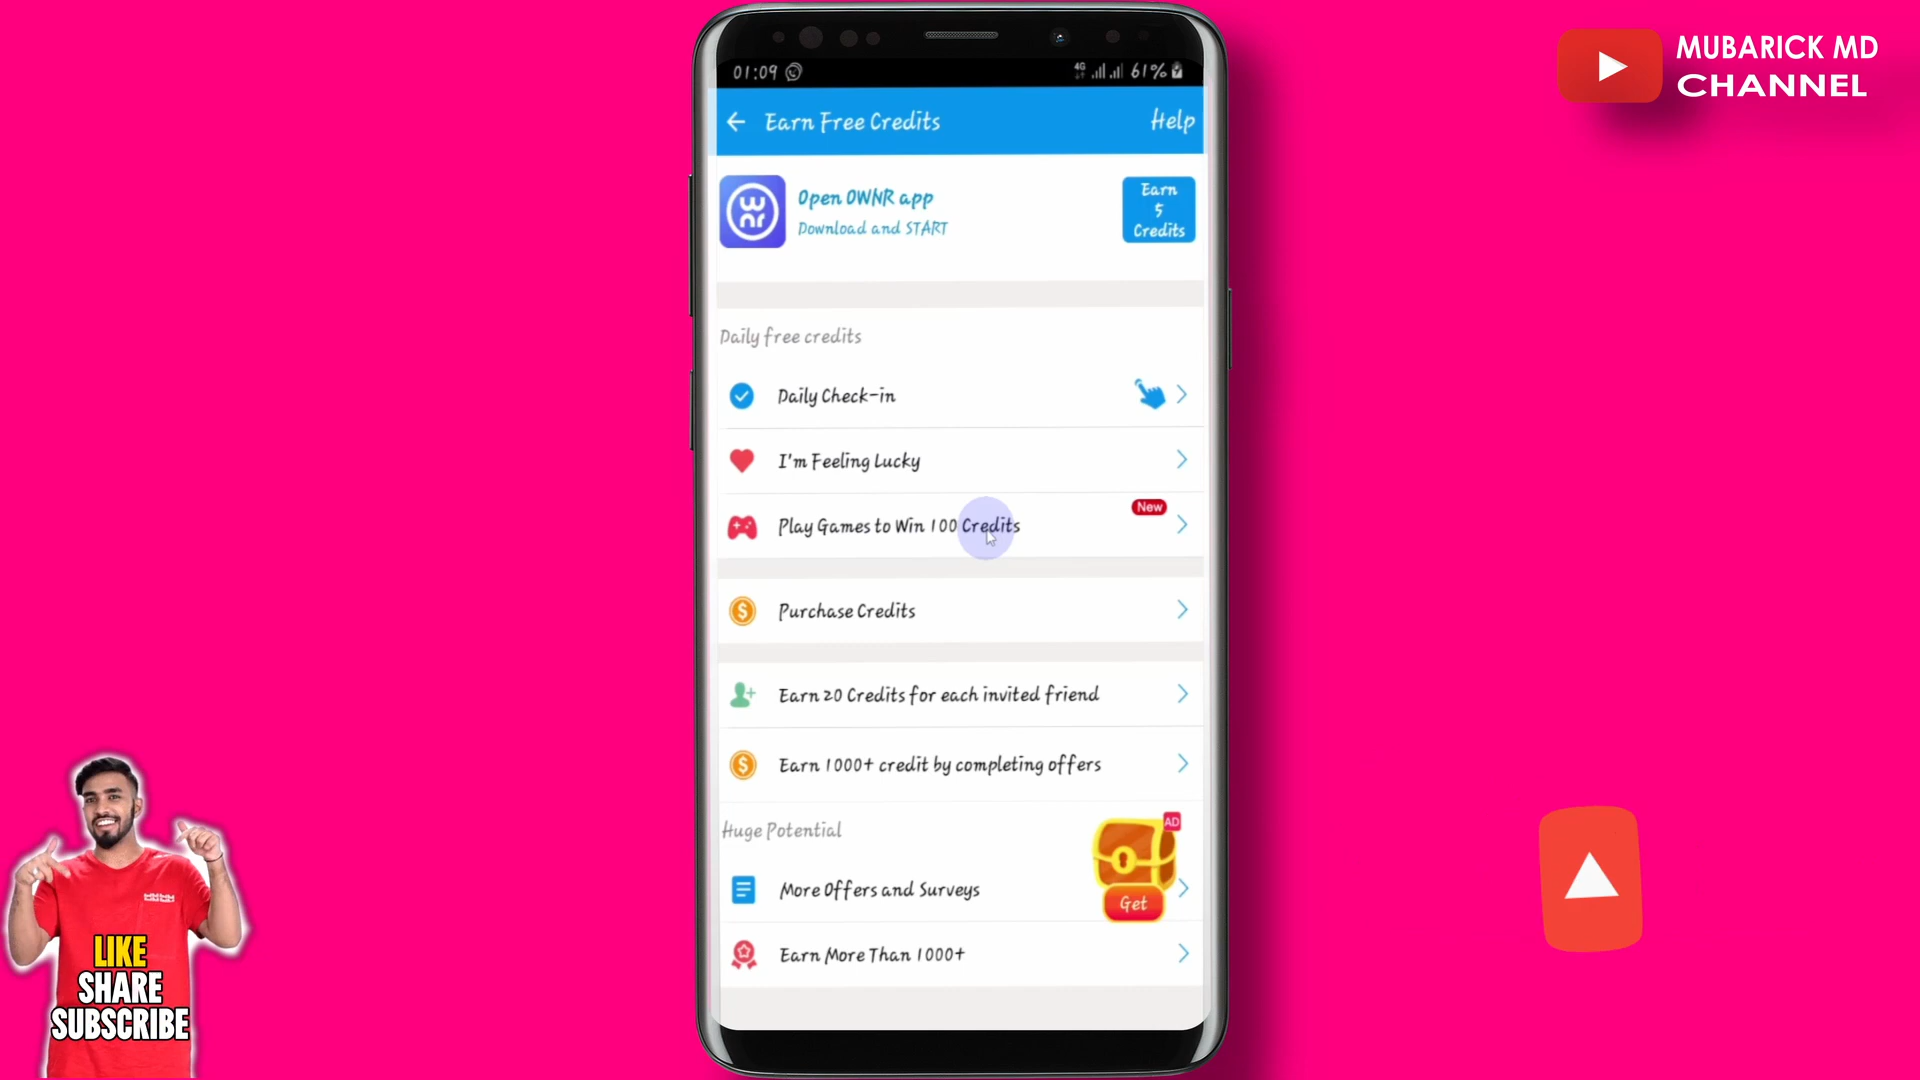 MUBARICK MD
CHANNEL
01:09
4G
61%
Earn Free Credits
Help
Open OWNR app
Download and START
Earn
5
Credits
Daily free credits
Daily Check-in
I'm Feeling Lucky
Play Games to Win 100 Credits
New
Purchase Credits
Earn 20 Credits for each invited friend
Earn 1000+ credit by completing offers
Huge Potential
AD
More Offers and Surveys
Get
Earn More Than 1000+
LIKE
SHARE
SUBSCRIBE